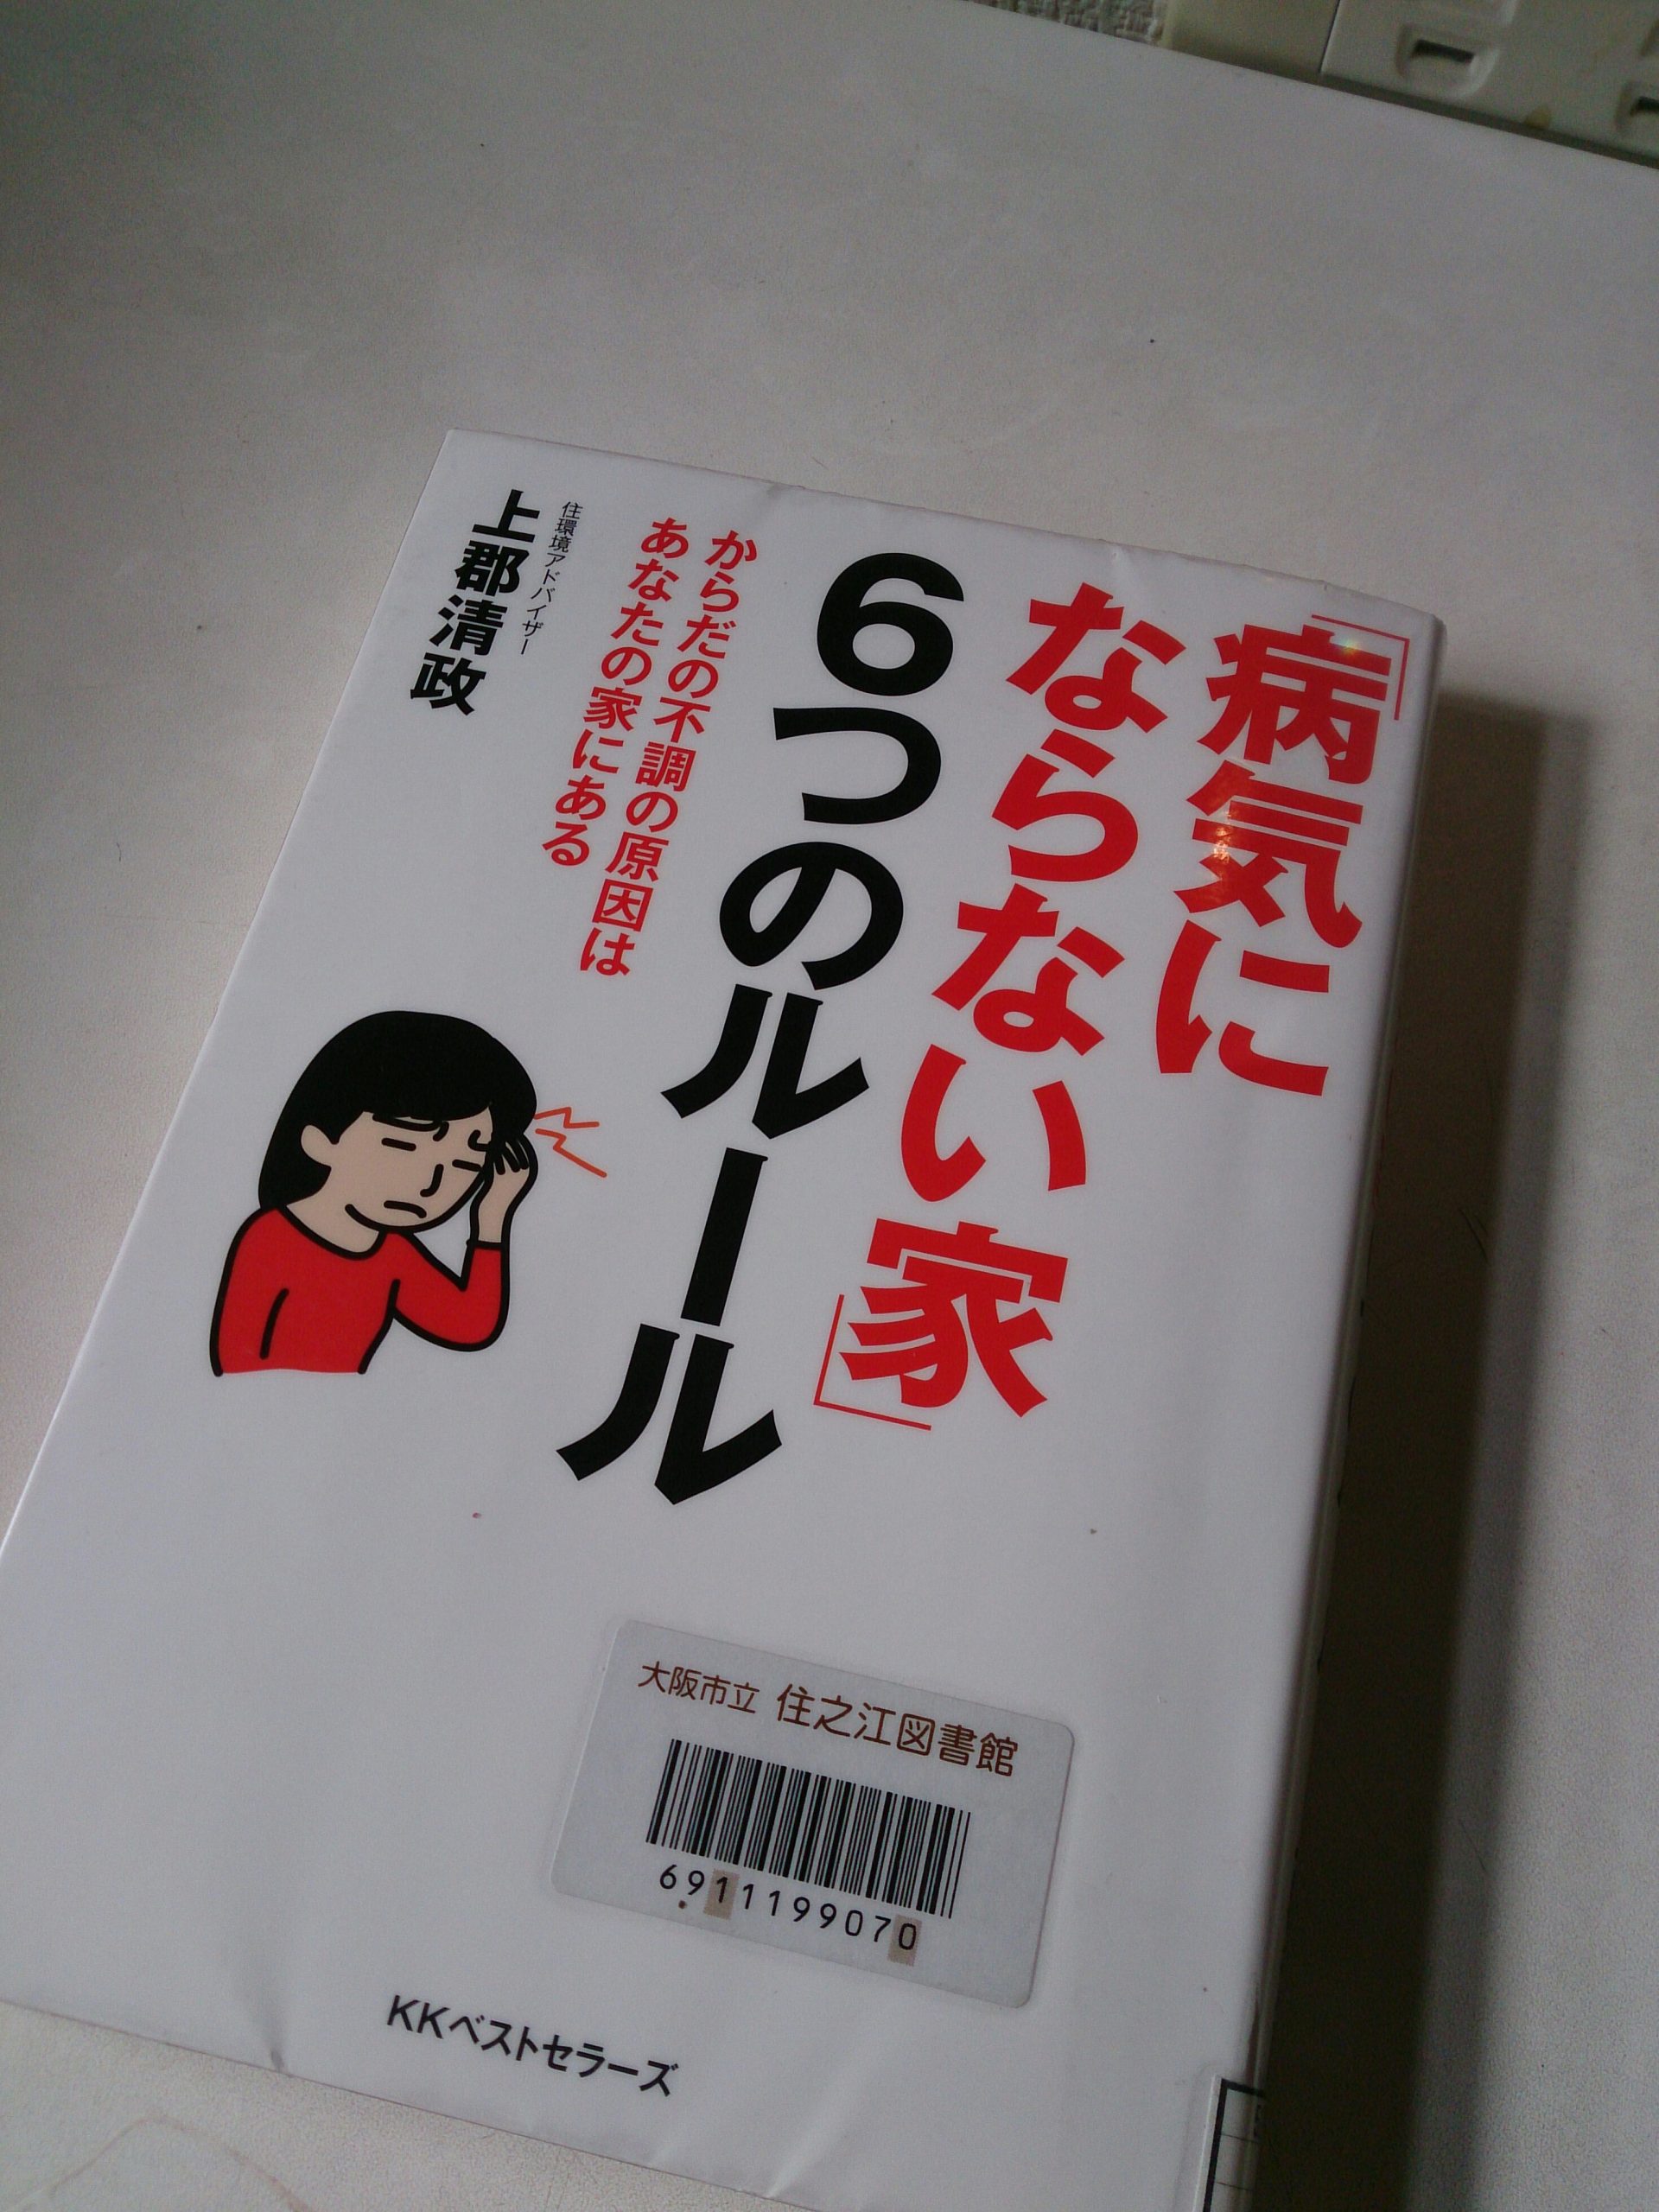 「病気に
ならない家」
6つのルール
からだの不調の原因は
あなたの家にある
住環境アドバイザー
上郡清政
大阪市立 住之江図書館
6911199070
KKベストセラーズ